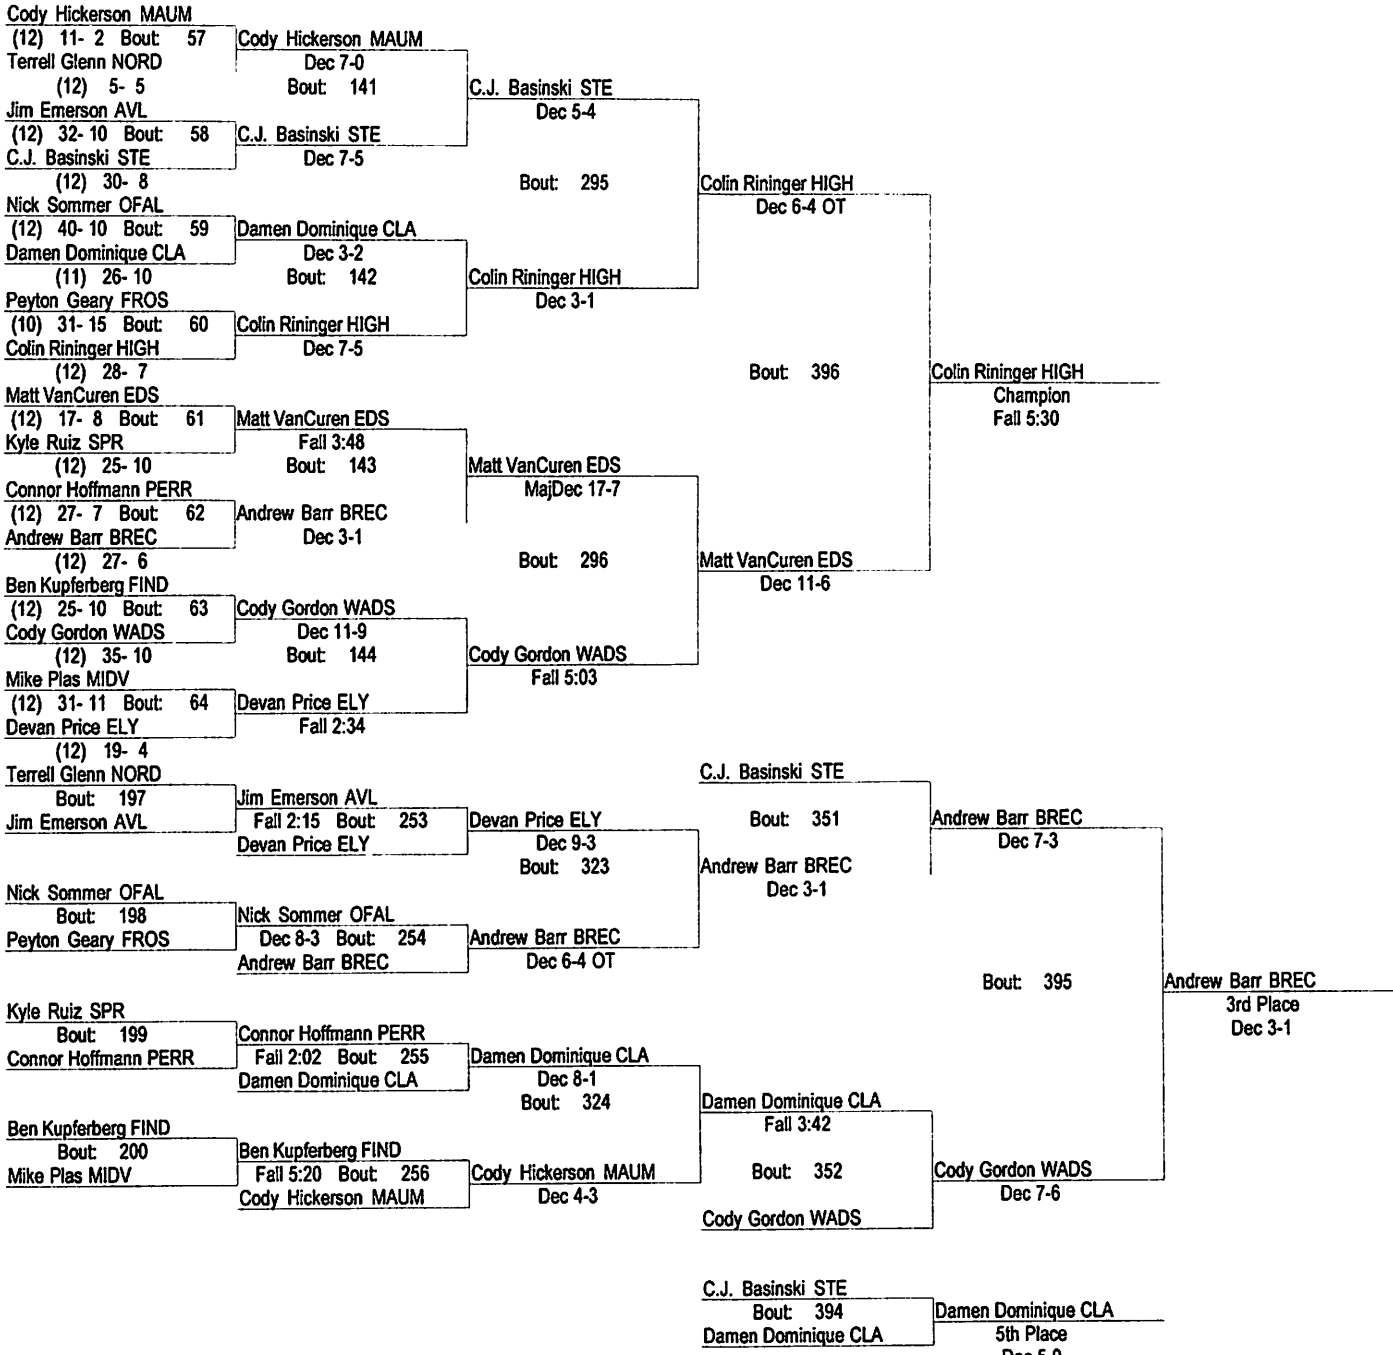 Cody Hickerson MAUM
(12) 11- 2 Bout: 57
Cody Hickerson MAUM
Terrell Glenn NORD
Dec 7-0
(12) 5- 5
Bout: 141
C.J. Basinski STE
Jim Emerson AVL
Dec 5-4
(12) 32- 10 Bout: 58
C.J. Basinski STE
C.J. Basinski STE
Dec 7-5
(12) 30- 8
Bout: 295
Colin Rininger HIGH
Nick Sommer OFAL
Dec 6-4 OT
(12) 40- 10 Bout: 59
Damen Dominique CLA
Damen Dominique CLA
Dec 3-2
(11) 26- 10
Bout: 142
Colin Rininger HIGH
Peyton Geary FROS
Dec 3-1
(10) 31- 15 Bout: 60
Colin Rininger HIGH
Colin Rininger HIGH
Dec 7-5
(12) 28- 7
Bout: 396
Colin Rininger HIGH
Matt VanCuren EDS
Champion
(12) 17- 8 Bout: 61
Matt VanCuren EDS
Fall 5:30
Kyle Ruiz SPR
Fall 3:48
(12) 25- 10
Bout: 143
Matt VanCuren EDS
Connor Hoffmann PERR
MajDec 17-7
(12) 27- 7 Bout: 62
Andrew Barr BREC
Andrew Barr BREC
Dec 3-1
(12) 27- 6
Bout: 296
Matt VanCuren EDS
Ben Kupferberg FIND
Dec 11-6
(12) 25- 10 Bout: 63
Cody Gordon WADS
Cody Gordon WADS
Dec 11-9
(12) 35- 10
Bout: 144
Cody Gordon WADS
Mike Plas MIDV
Fall 5:03
(12) 31- 11 Bout: 64
Devan Price ELY
Devan Price ELY
Fall 2:34
(12) 19- 4
Terrell Glenn NORD
C.J. Basinski STE
Bout: 197
Jim Emerson AVL
Jim Emerson AVL
Fall 2:15 Bout: 253
Devan Price ELY
Bout: 351
Andrew Barr BREC
Devan Price ELY
Dec 9-3
Dec 7-3
Bout: 323
Andrew Barr BREC
Dec 3-1
Nick Sommer OFAL
Bout: 198
Nick Sommer OFAL
Peyton Geary FROS
Dec 8-3 Bout: 254
Andrew Barr BREC
Andrew Barr BREC
Dec 6-4 OT
Bout: 395
Andrew Barr BREC
3rd Place
Dec 3-1
Kyle Ruiz SPR
Bout: 199
Connor Hoffmann PERR
Connor Hoffmann PERR
Fall 2:02 Bout: 255
Damen Dominique CLA
Damen Dominique CLA
Dec 8-1
Bout: 324
Damen Dominique CLA
Fall 3:42
Ben Kupferberg FIND
Bout: 200
Ben Kupferberg FIND
Mike Plas MIDV
Fall 5:20 Bout: 256
Cody Hickerson MAUM
Bout: 352
Cody Gordon WADS
Cody Hickerson MAUM
Dec 4-3
Dec 7-6
Cody Gordon WADS
C.J. Basinski STE
Bout: 394
Damen Dominique CLA
Damen Dominique CLA
5th Place